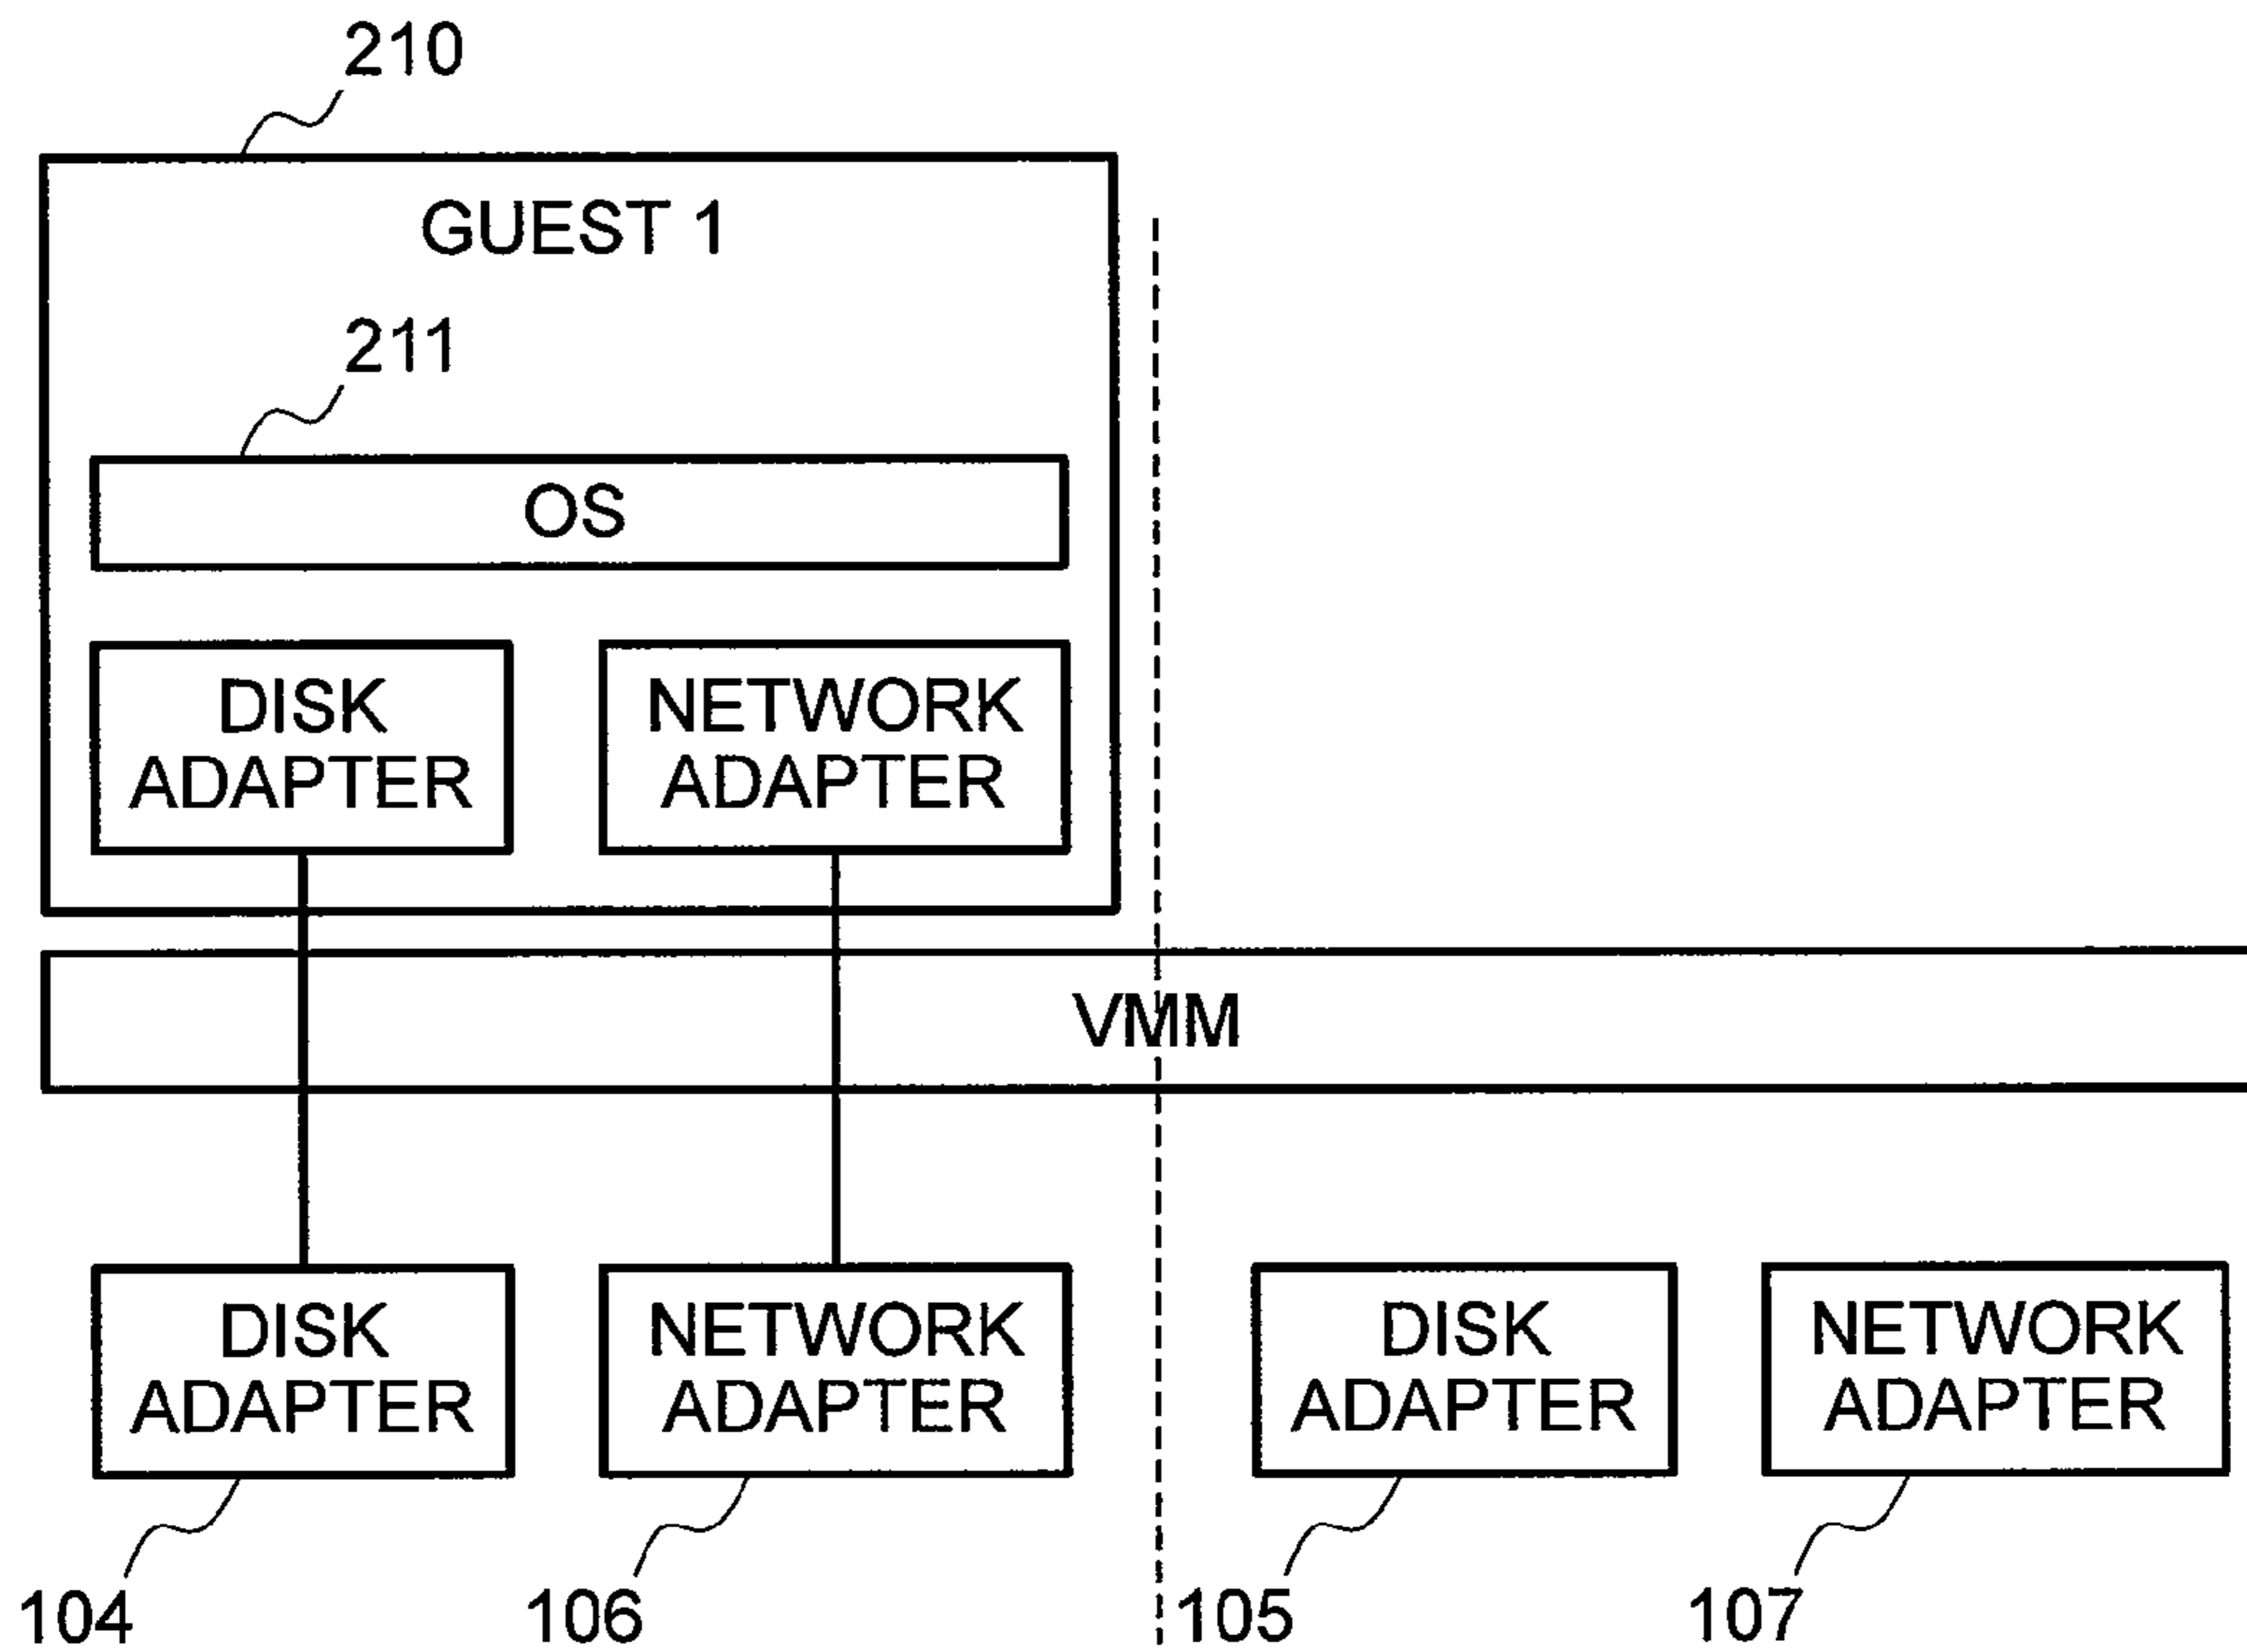 210
GUEST 1
211
OS
DISK
ADAPTER
NETWORK
ADAPTER
VMM
DISK
ADAPTER
NETWORK
ADAPTER
DISK
ADAPTER
NETWORK
ADAPTER
104
106
105
107